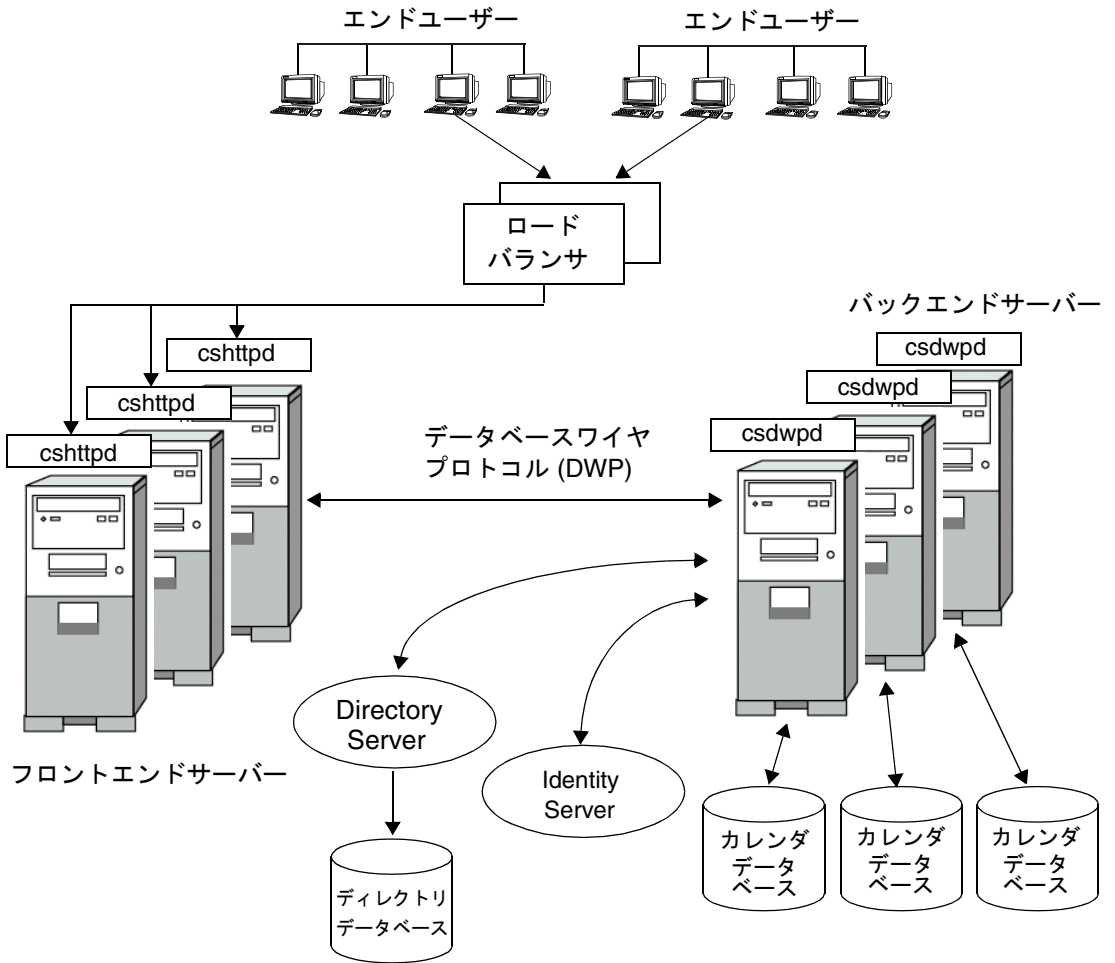 エンドユーザー
エンドユーザー
ロード
バランサ
バックエンドサーバー
cshttpd
cshttpd
cshttpd
csdwpd
csdwpd
csdwpd
データベースワイヤ
プロトコル (DWP)
Directory
Server
フロントエンドサーバー
Identity
Server
カレンダ
データ
ベース
カレンダ
データ
ベース
カレンダ
データ
ベース
ディレクトリ
データベース